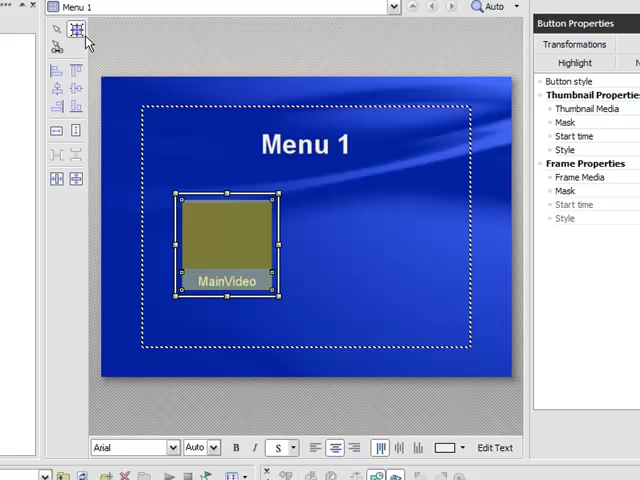 Menu 1
Auto
Button Properties
Transformations
Highlight
N
Button style
Thumbnail Properties
Thumbnail Media
Mask
Start time
Style
Frame Properties
Frame Media
Mask
Start time
Style
Menu 1
MainVideo
Arial
Auto
B
I
S
Edit Text